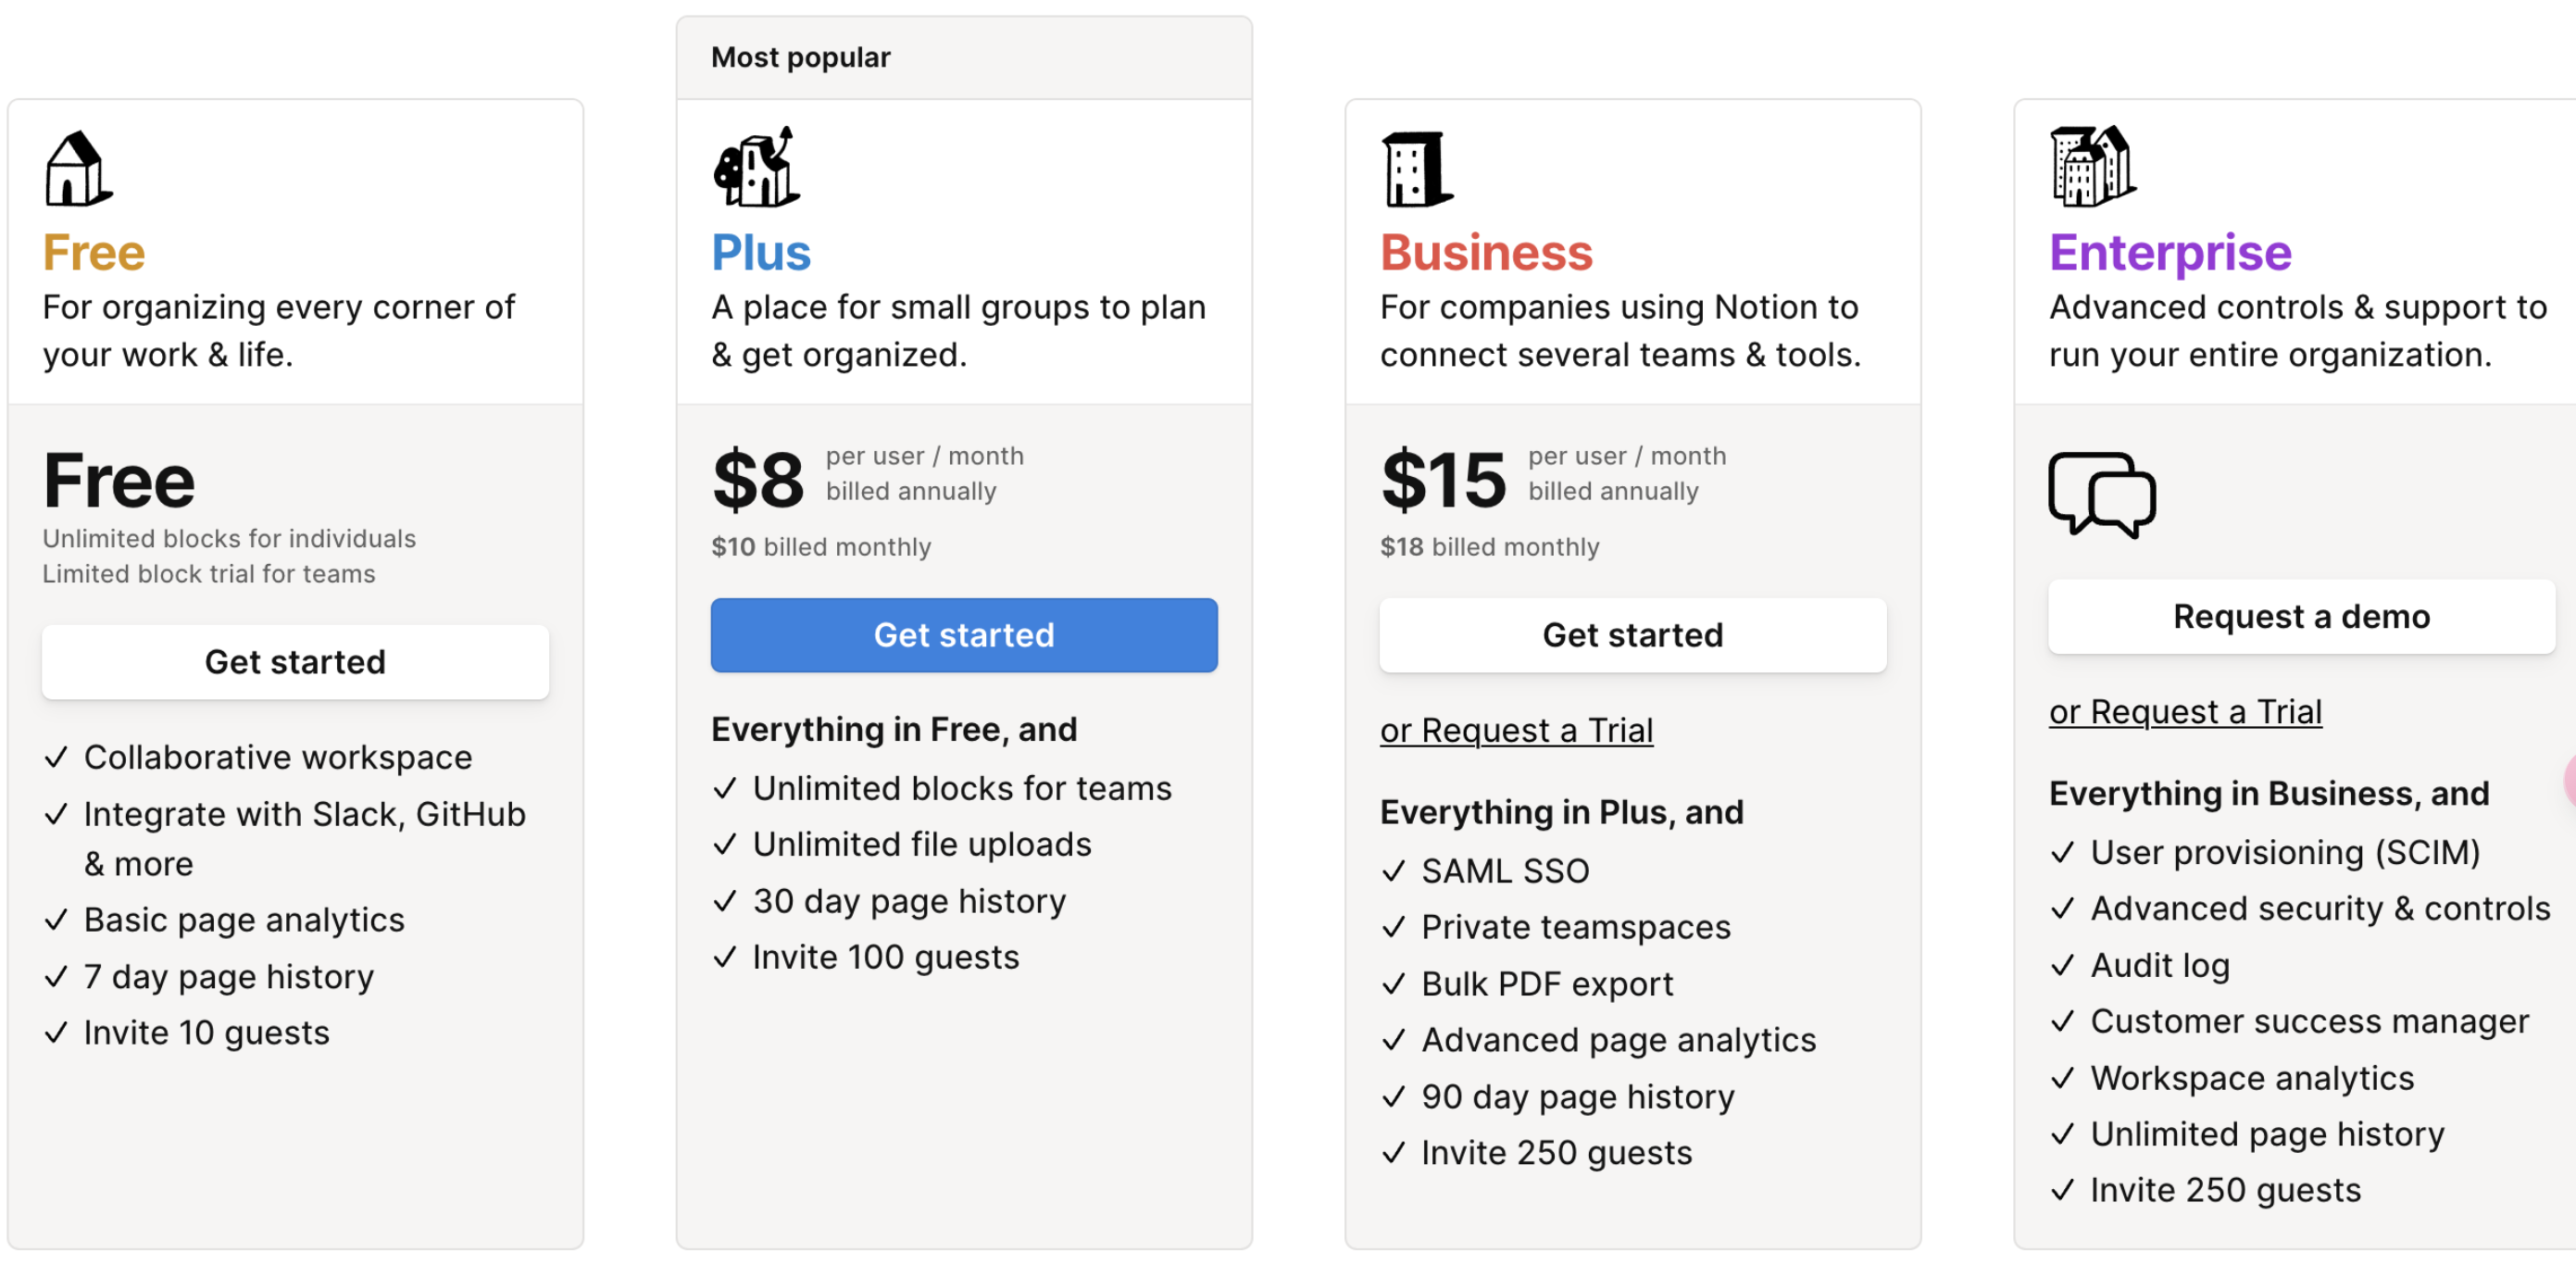 Free
For organizing every corner of
your work & life.
Free
Unlimited blocks for individuals
Limited block trial for teams
Get started
✓ Collaborative workspace
✓ Integrate with Slack, GitHub
& more
✓ Basic page analytics
✓ 7 day page history
✓ Invite 10 guests
Most popular
Plus
A place for small groups to plan
& get organized.
$8 per user / month
billed annually
$10 billed monthly
Get started
Everything in Free, and
✓ Unlimited blocks for teams
✓ Unlimited file uploads
✓ 30 day page history
✓ Invite 100 guests
Business
For companies using Notion to
connect several teams & tools.
$15 per user / month
billed annually
$18 billed monthly
Get started
or Request a Trial
Everything in Plus, and
✓ SAML SSO
✓ Private teamspaces
✓ Bulk PDF export
✓ Advanced page analytics
✓ 90 day page history
✓ Invite 250 guests
Enterprise
Advanced controls & support to
run your entire organization.
Request a demo
or Request a Trial
Everything in Business, and
✓ User provisioning (SCIM)
✓ Advanced security & controls
✓ Audit log
✓ Customer success manager
✓ Workspace analytics
✓ Unlimited page history
✓ Invite 250 guests